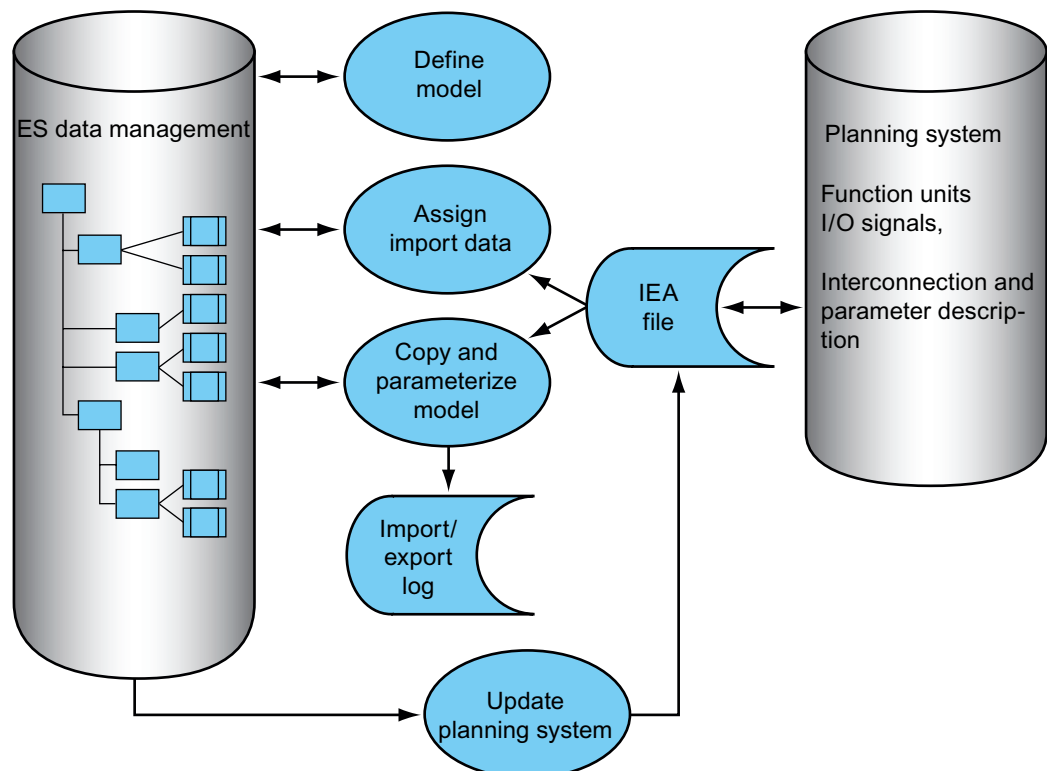 ES data management
Define
model
Assign
import data
Copy and
parameterize
model
Import/
export
log
Update
planning system
IEA
file
Planning system
Function units
I/O signals,
Interconnection and
parameter descrip-
tion